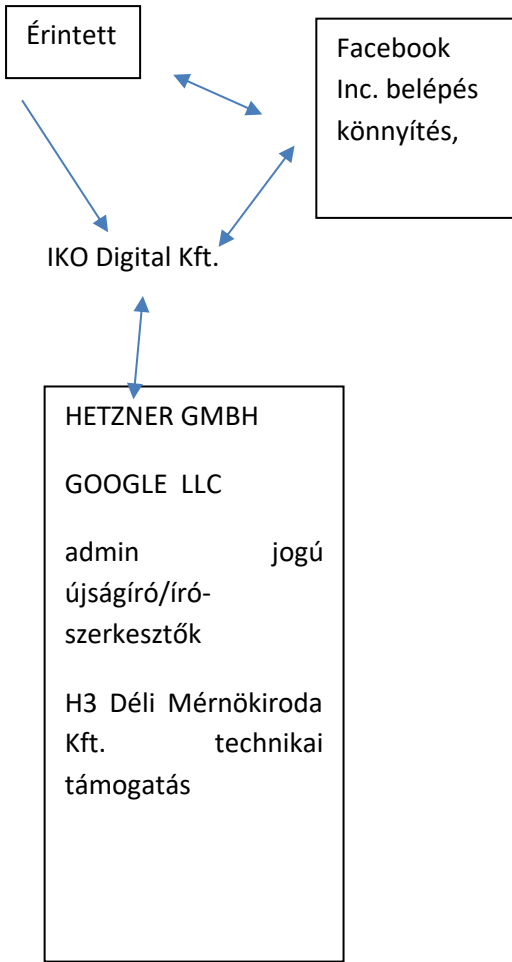 Érintett
Facebook
Inc. belépés
könnyítés,
IKO Digital Kft.
HETZNER GMBH
GOOGLE LLC
admin jogú
újságíró/író-
szerkesztők
H3 Déli Mérnökiroda
Kft. technikai
támogatás